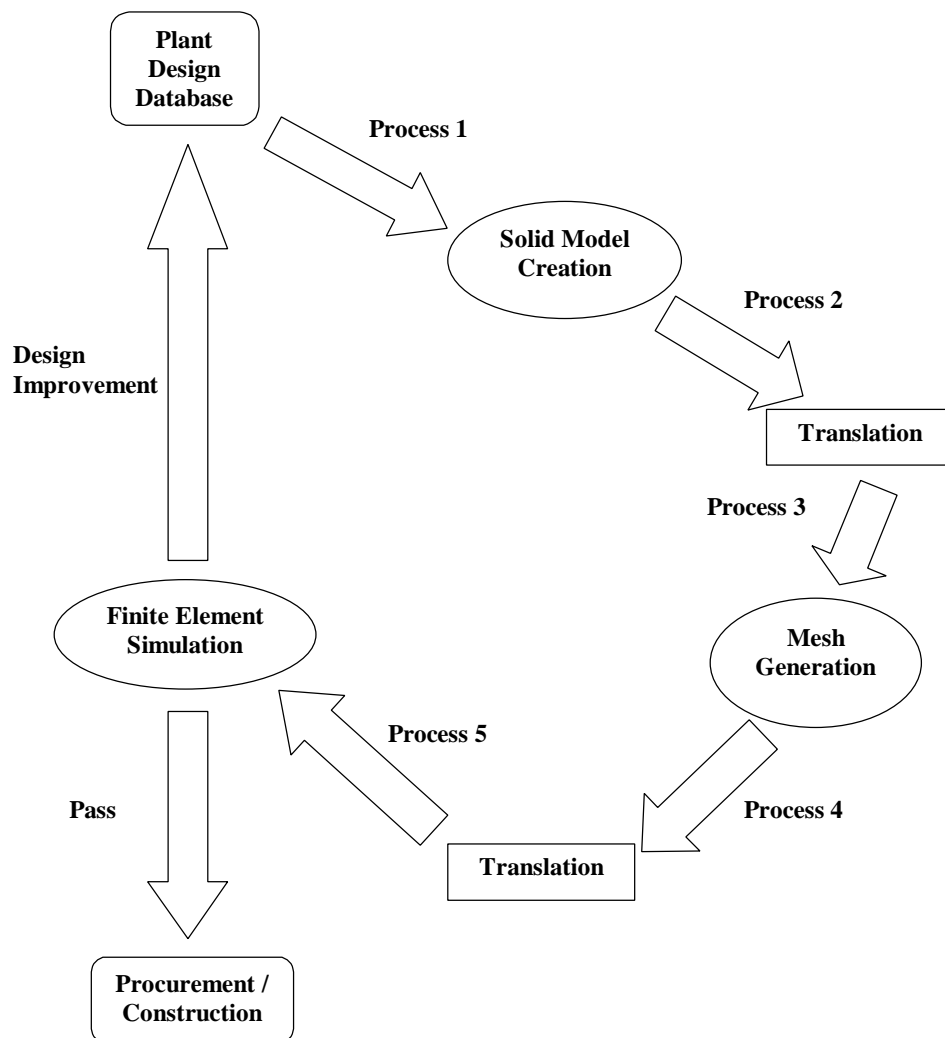 Plant
Design
Database
Process 1
Solid Model
Creation
Process 2
Design
Improvement
Translation
Process 3
Finite Element
Simulation
Mesh
Generation
Process 5
Pass
Process 4
Translation
Procurement /
Construction